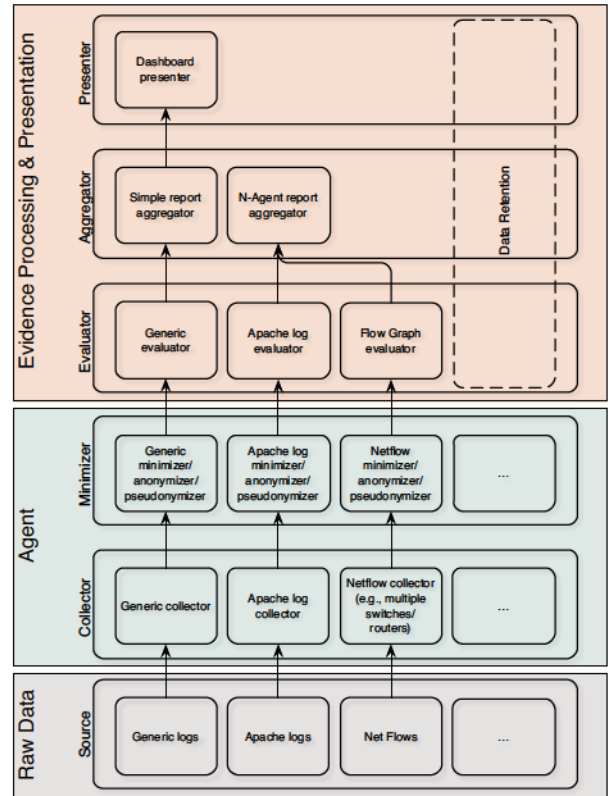 Evidence Processing & Presentation
Presenter
Dashboard
presenter
Aggregator
Simple report
aggregator
N-Agent report
aggregator
Data Retention
Evaluator
Generic
evaluator
Apache log
evaluator
Flow Graph
evaluator
Agent
Minimizer
Generic
minimizer/
anonymizer/
pseudonymizer
Apache log
minimizer/
anonymizer/
pseudonymizer
Netflow
minimizer/
anonymizer/
pseudonymizer
...
Collector
Generic collector
Apache log
collector
Netflow collector
(e.g., multiple
switches/
routers)
...
Raw Data
Source
Generic logs
Apache logs
Net Flows
...